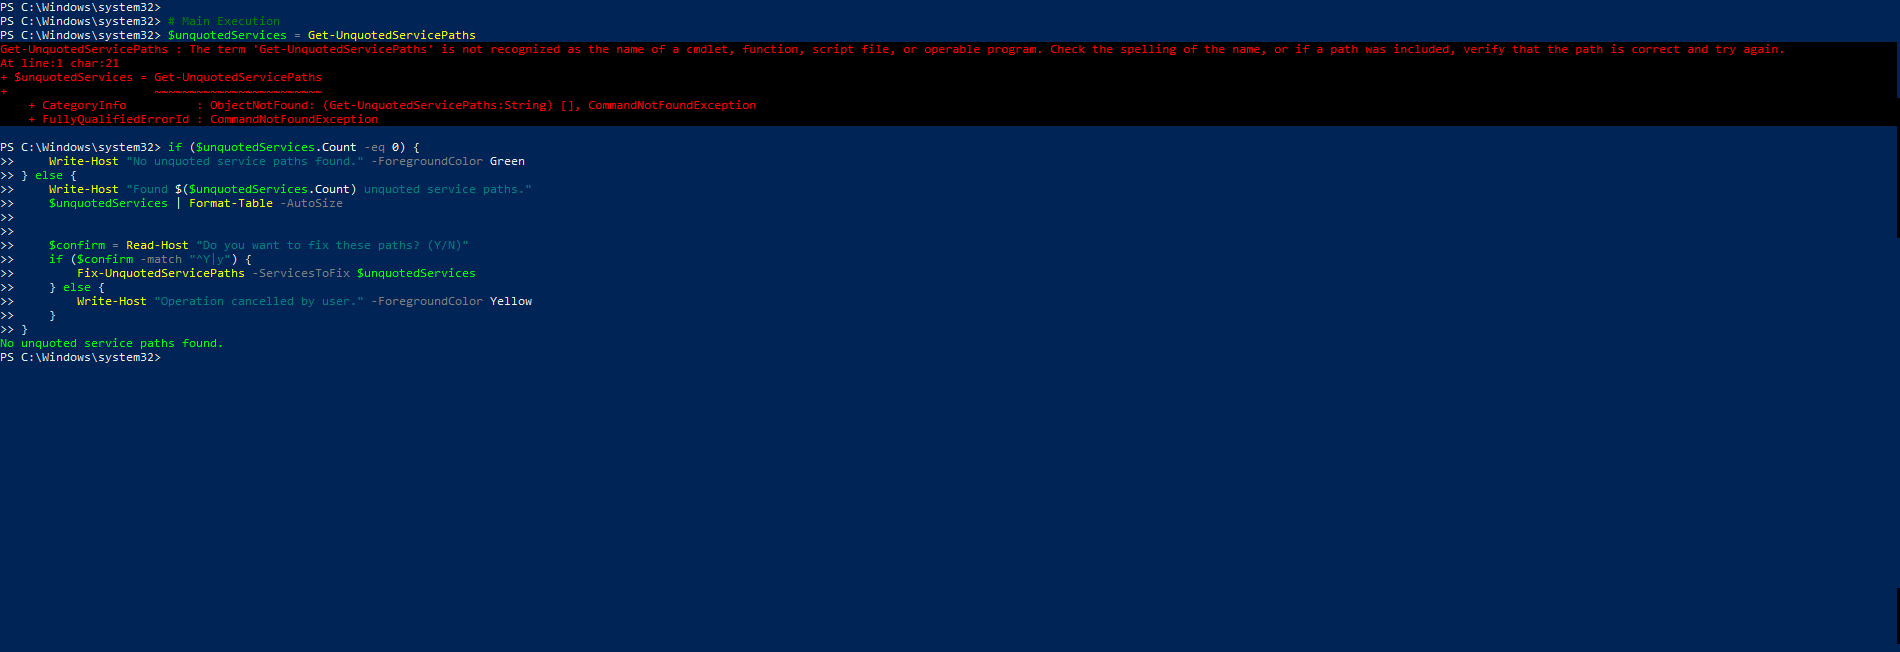 PS C:\Windows\system32>
PS C:\Windows\system32> # Main Execution
PS C:\Windows\system32> $unquotedServices = Get-UnquotedServicePaths
Get-UnquotedServicePaths : The term 'Get-UnquotedServicePaths' is not recognized as the name of a cmdlet, function, script file, or operable program. Check the spelling of the name, or if a path was included, verify that the path is correct and try again.
At line:1 char:21
+ $unquotedServices = Get-UnquotedServicePaths
+                     ~~~~~~~~~~~~~~~~~~~~~~~~
    + CategoryInfo          : ObjectNotFound: (Get-UnquotedServicePaths:String) [], CommandNotFoundException
    + FullyQualifiedErrorId : CommandNotFoundException
PS C:\Windows\system32> if ($unquotedServices.Count -eq 0) {
>>     Write-Host "No unquoted service paths found." -ForegroundColor Green
>> } else {
>>     Write-Host "Found $($unquotedServices.Count) unquoted service paths."
>>     $unquotedServices | Format-Table -AutoSize
>>
>>
>>     $confirm = Read-Host "Do you want to fix these paths? (Y/N)"
>>     if ($confirm -match "^Y|y") {
>>         Fix-UnquotedServicePaths -ServicesToFix $unquotedServices
>>     } else {
>>         Write-Host "Operation cancelled by user." -ForegroundColor Yellow
>>     }
>> }
No unquoted service paths found.
PS C:\Windows\system32>